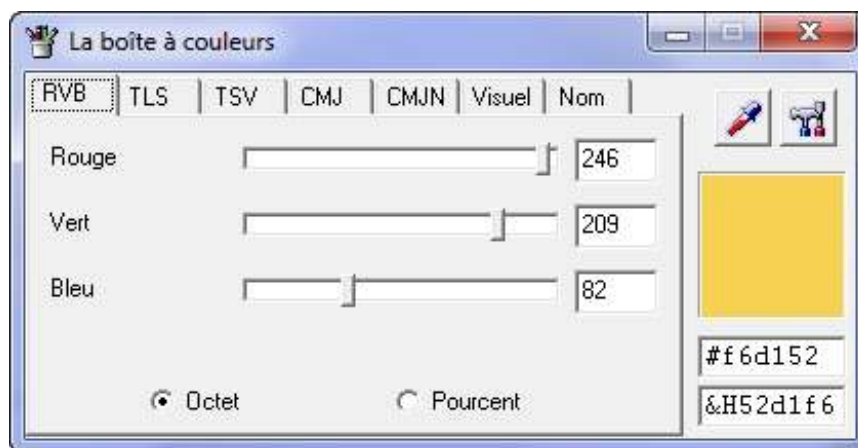 La boîte à couleurs
RVB TLS TSV CMJ CMJN Visuel Nom
Rouge 246
Vert 209
Bleu 82
#f6d152
Octet Pourcent
&H52d1f6